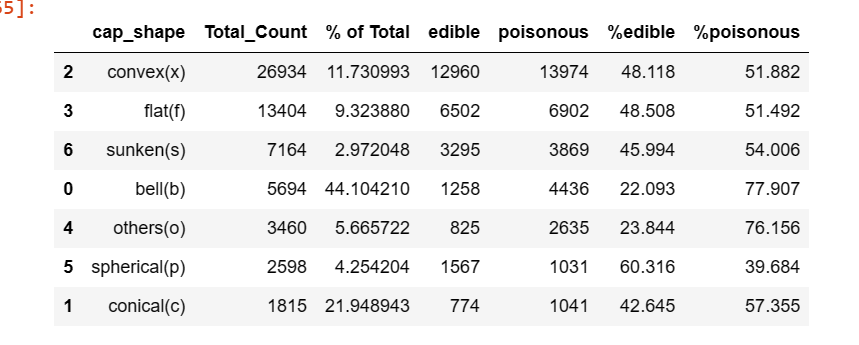 55]:
cap_shape Total_Count % of Total edible poisonous %edible %poisonous
2 convex(x) 26934 11.730993 12960 13974 48.118 51.882
3 flat(f) 13404 9.323880 6502 6902 48.508 51.492
6 sunken(s) 7164 2.972048 3295 3869 45.994 54.006
0 bell(b) 5694 44.104210 1258 4436 22.093 77.907
4 others(o) 3460 5.665722 825 2635 23.844 76.156
5 spherical(p) 2598 4.254204 1567 1031 60.316 39.684
1 conical(c) 1815 21.948943 774 1041 42.645 57.355